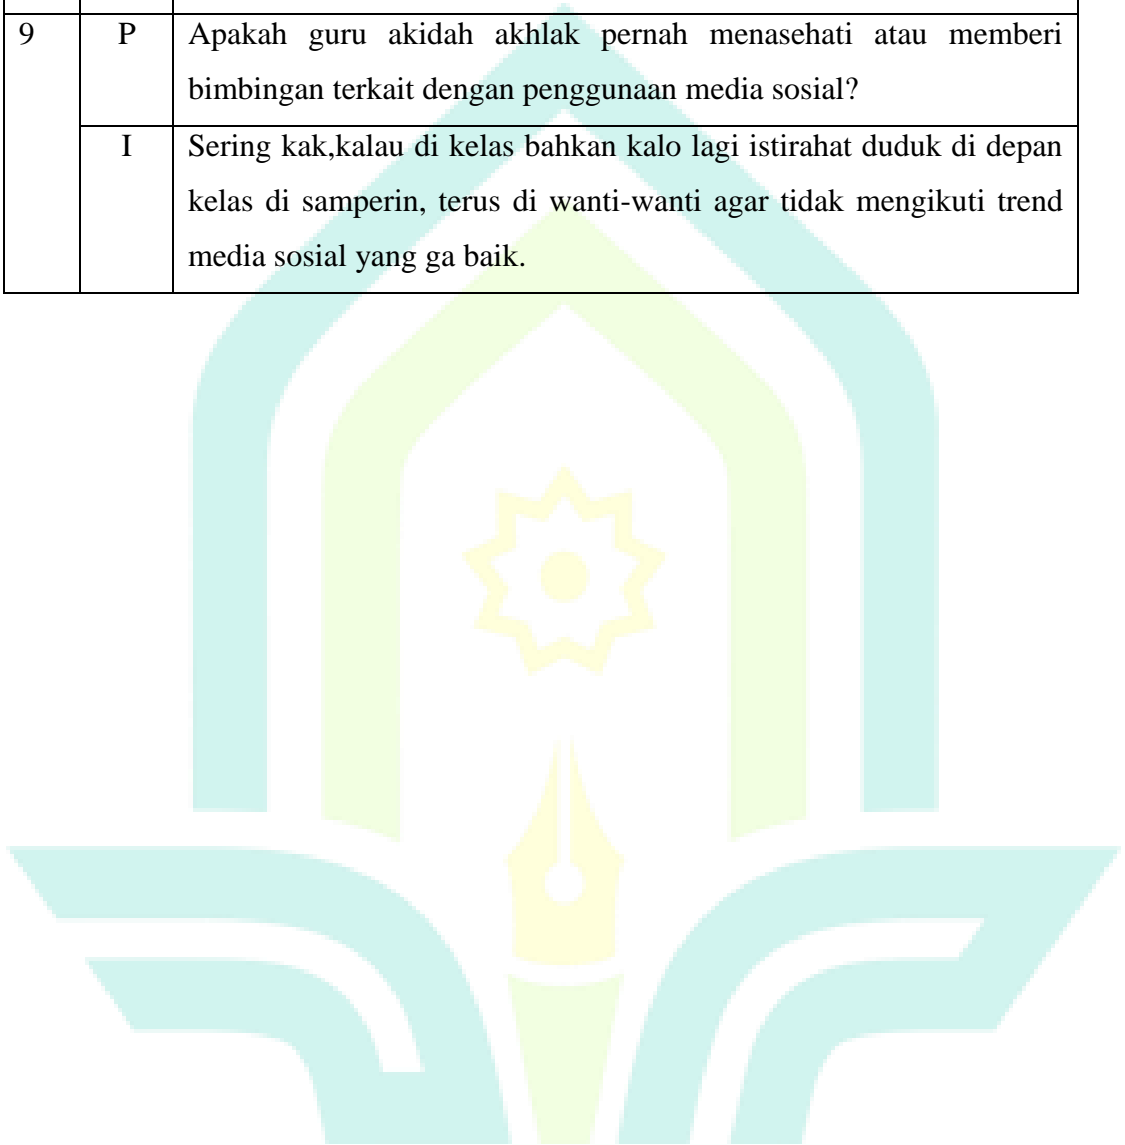 9 P Apakah guru akidah akhlak pernah menasehati atau memberi
bimbingan terkait dengan penggunaan media sosial?
I Sering kak,kalau di kelas bahkan kalo lagi istirahat duduk di depan
kelas di samperin, terus di wanti-wanti agar tidak mengikuti trend
media sosial yang ga baik.